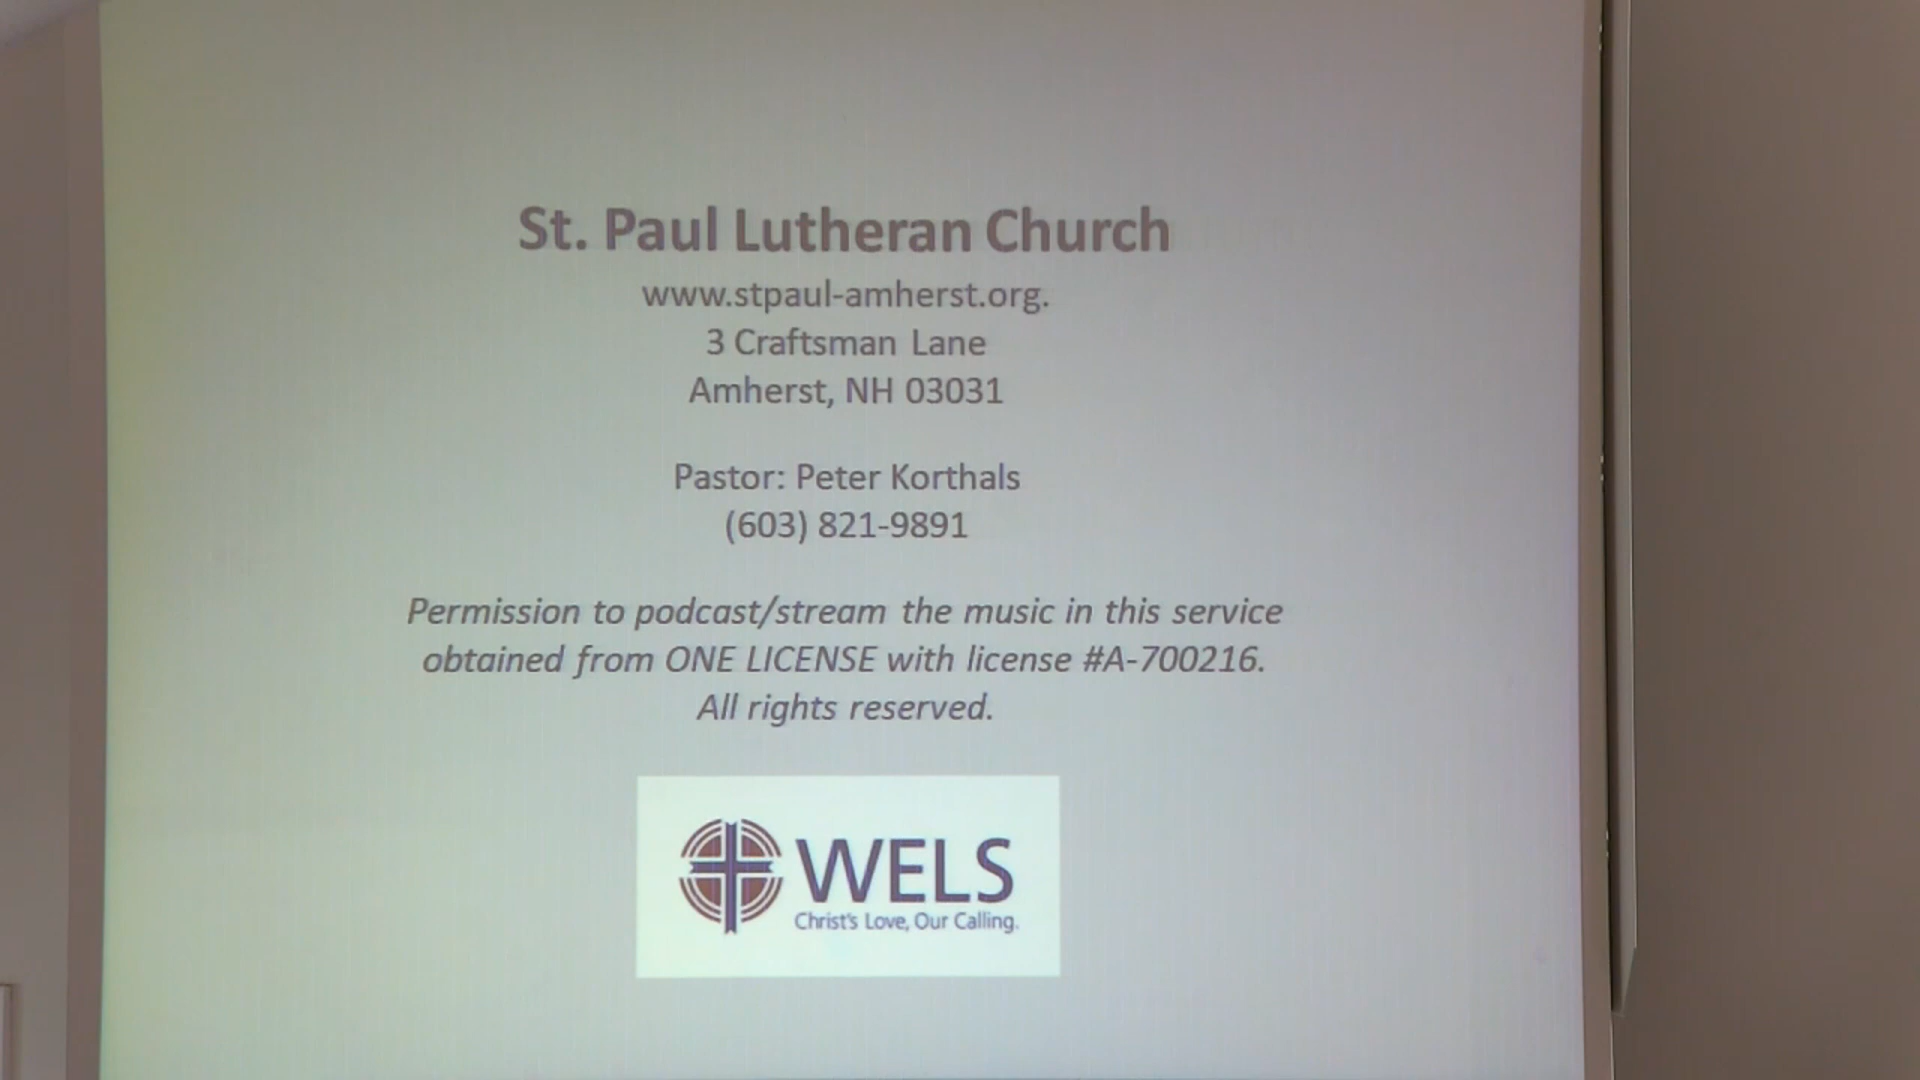 St. Paul Lutheran Church
www.stpaul-amherst.org.
3 Craftsman Lane
Amherst, NH 03031
Pastor: Peter Korthals
(603) 821-9891
Permission to podcast/stream the music in this service
obtained from ONE LICENSE with license #A-700216.
All rights reserved.
WELS
Christ's Love, Our Calling.